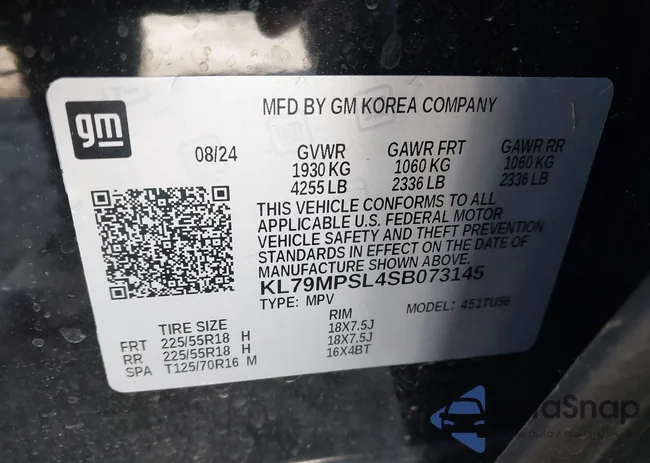 gm
MFD BY GM KOREA COMPANY
08/24 GVWR GAWR FRT GAWR RR
1930 KG 1060 KG 1060 KG
4255 LB 2336 LB 2336 LB
THIS VEHICLE CONFORMS TO ALL
APPLICABLE U.S. FEDERAL MOTOR
VEHICLE SAFETY AND THEFT PREVENTION
STANDARDS IN EFFECT ON THE DATE OF
MANUFACTURE SHOWN ABOVE.
KL79MPSL4SB073145
TYPE: MPV MODEL: 451TUS6
TIRE SIZE RIM
FRT 225/55R18 H 18X7.5J
RR 225/55R18 H 18X7.5J
SPA T125/70R16 M 16X4BT